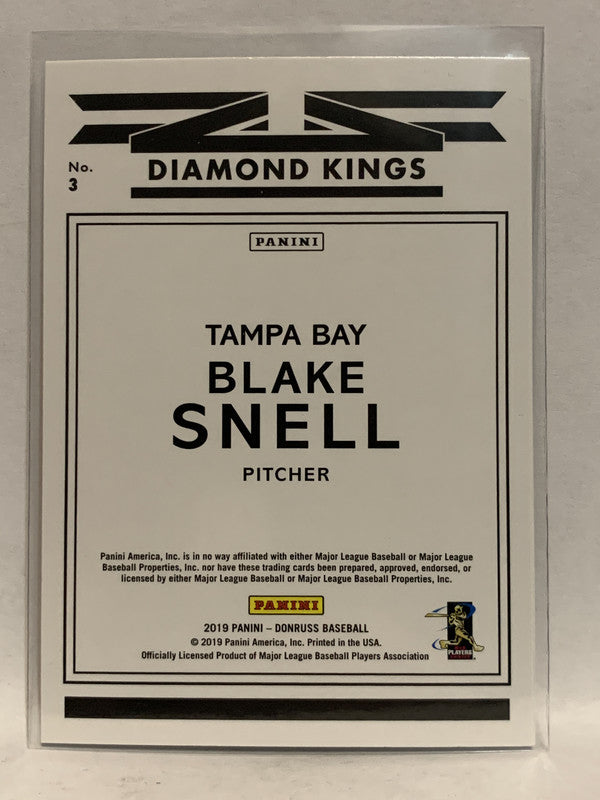 No.
3
DIAMOND KINGS
PANINI
TAMPA BAY
BLAKE
SNELL
PITCHER
Panini America, Inc. is in no way affiliated with either Major League Baseball or Major League
Baseball Properties, Inc. nor have these trading cards been prepared, approved, endorsed, or
licensed by either Major League Baseball or Major League Baseball Properties, Inc.
PANINI
2019 PANINI – DONRUSS BASEBALL
© 2019 Panini America, Inc. Printed in the USA.
Officially Licensed Product of Major League Baseball Players Association
PLAYERS